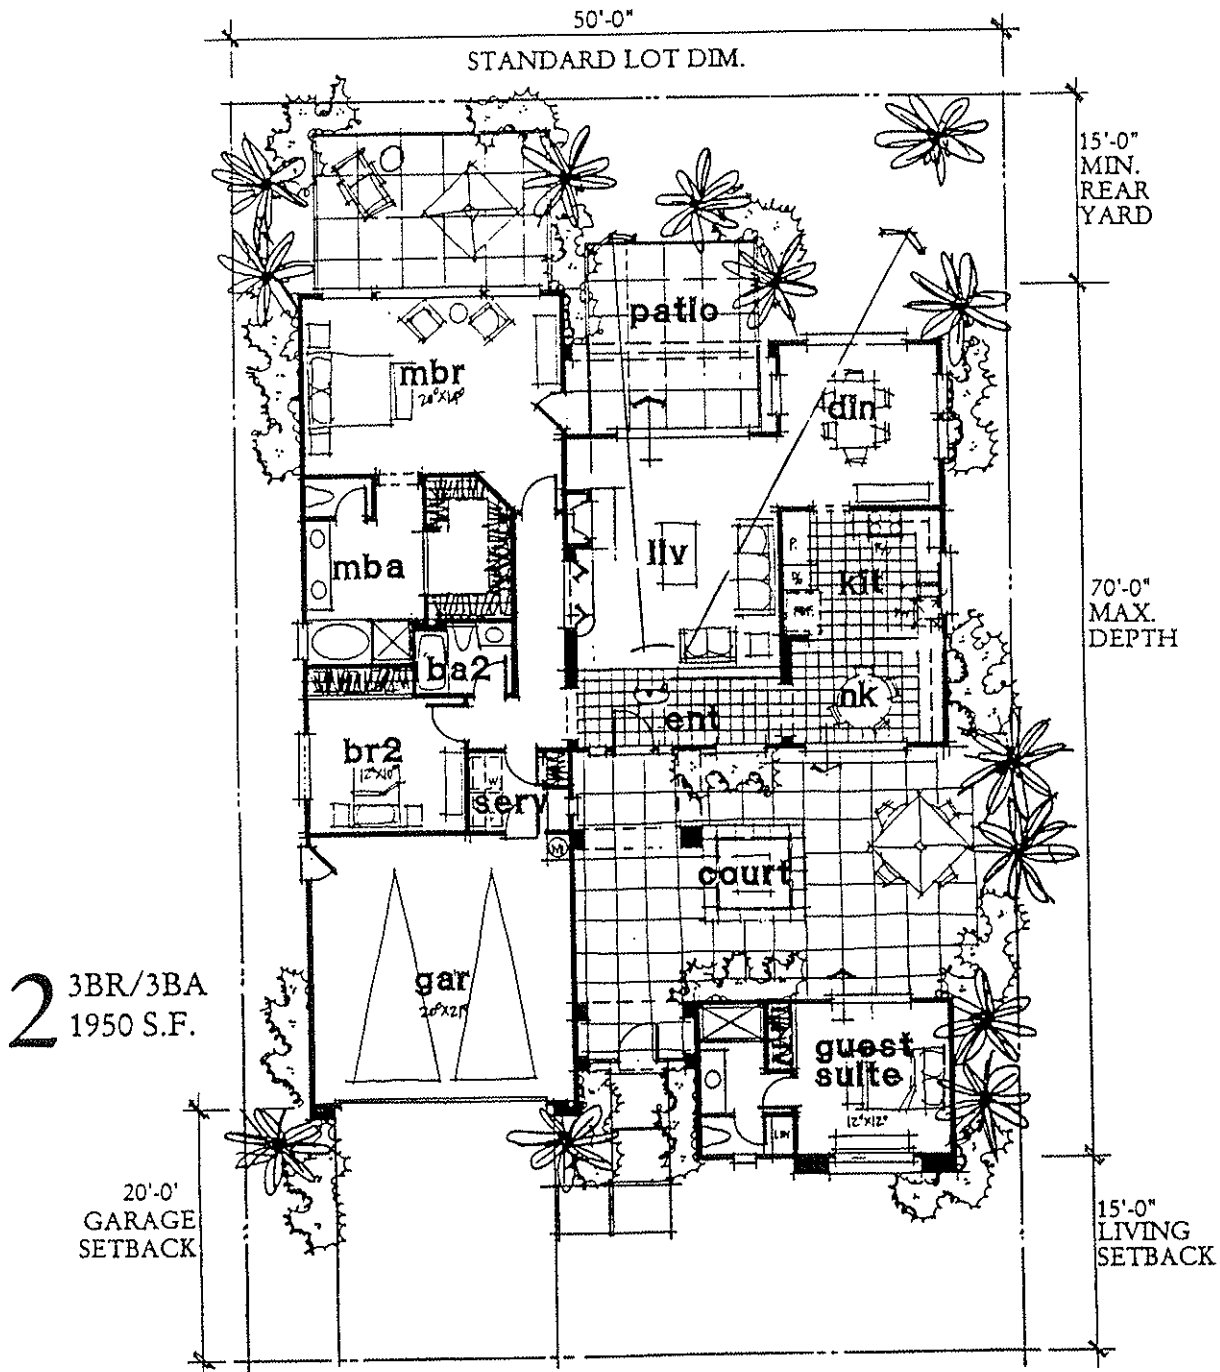 50'-0"
STANDARD LOT DIM.
15'-0"
MIN.
REAR
YARD
patio
mbr
din
liv
kit
mba
70'-0"
MAX.
DEPTH
ba2
nk
ent
br2
12⁰X10⁰
W
serv
M
court
2
3BR/3BA
1950 S.F.
gar
guest
suite
12⁰X12⁰
20'-0'
GARAGE
SETBACK
15'-0"
LIVING
SETBACK